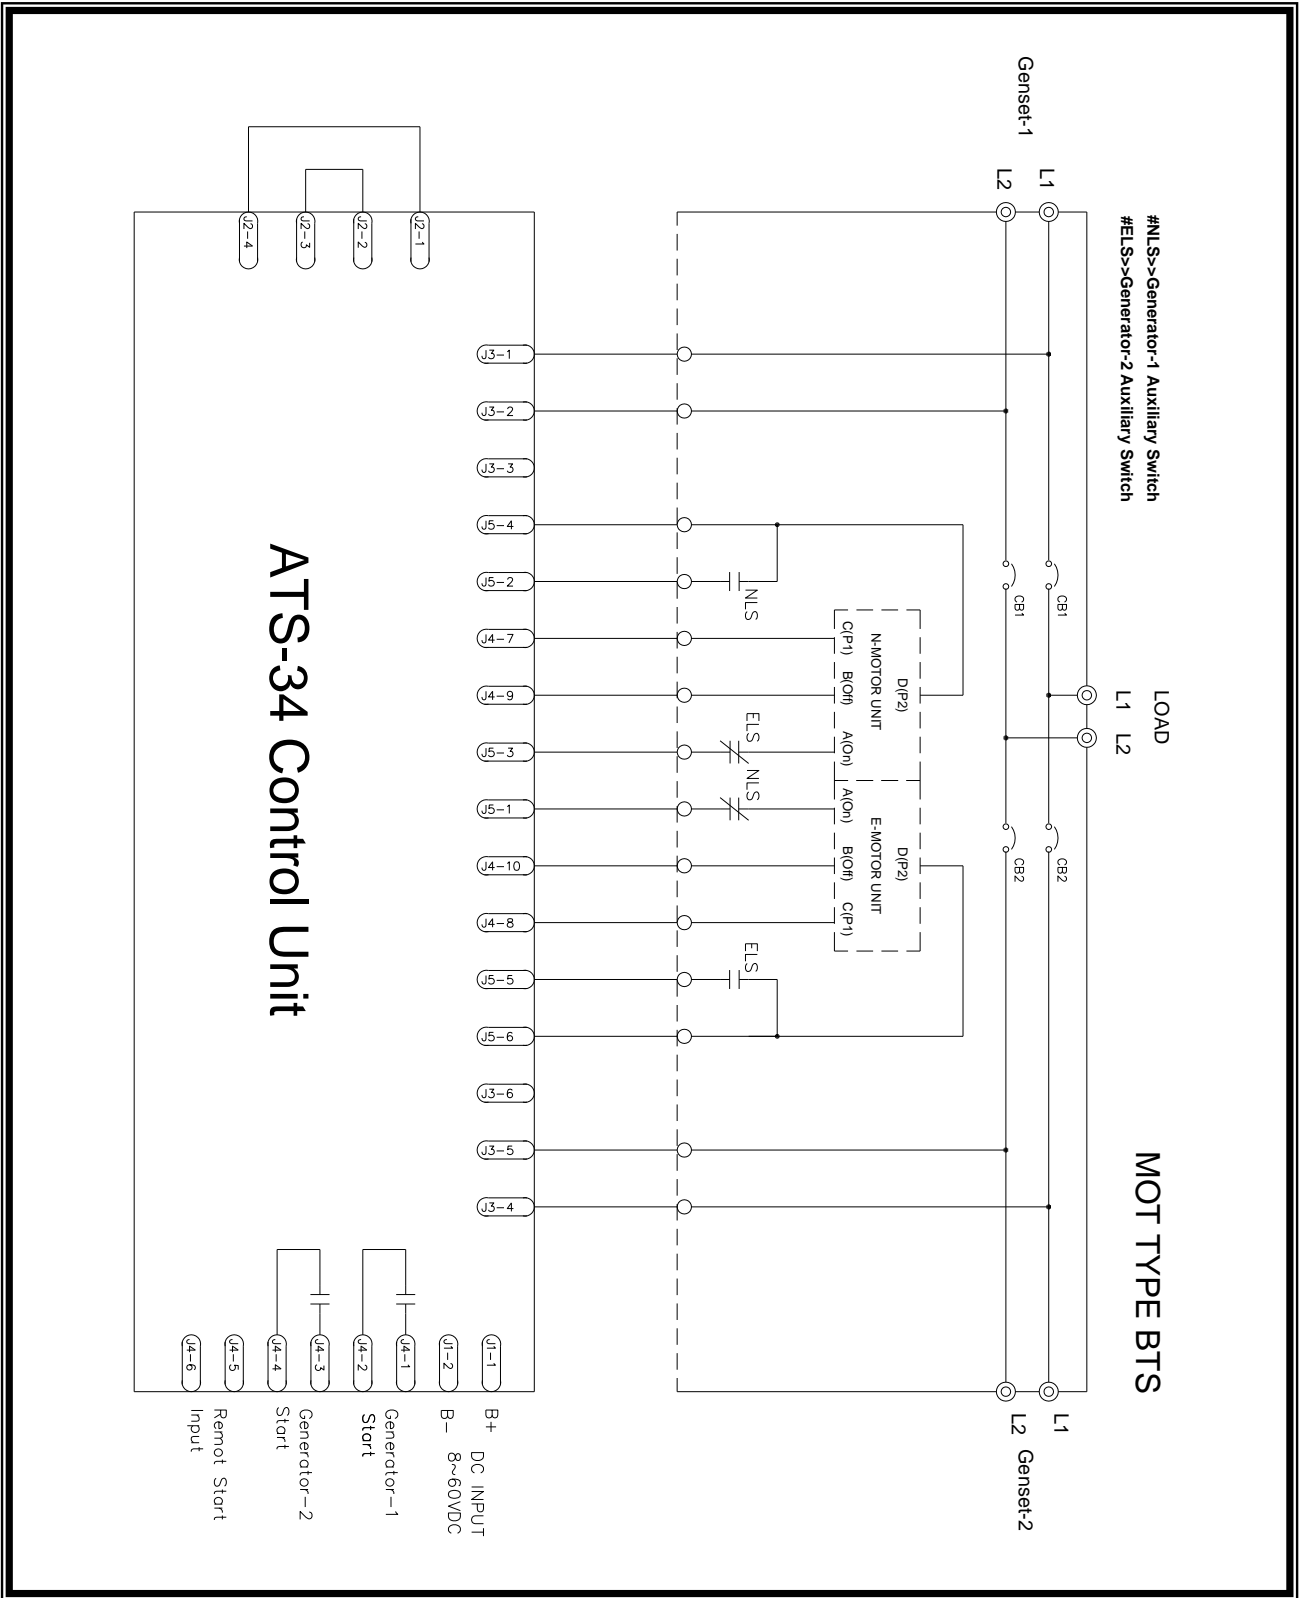 MOT TYPE BTS
#NLS>>Generator-1 Auxiliary Switch
#ELS>>Generator-2 Auxiliary Switch
LOAD
L1 L2
Genset-1
L1
L2
CB1
CB1
CB2
CB2
L1
L2
Genset-2
D(P2)
N-MOTOR UNIT
C(P1)
B(Off)
A(On)
D(P2)
E-MOTOR UNIT
A(On)
B(Off)
C(P1)
NLS
ELS
NLS
ELS
J3-1
J3-2
J3-3
J5-4
J5-2
J4-7
J4-9
J5-3
J5-1
J4-10
J4-8
J5-5
J5-6
J3-6
J3-5
J3-4
J2-1
J2-2
J2-3
J2-4
ATS-34 Control Unit
J1-1
B+
DC INPUT
J1-2
B-
8~60VDC
J4-1
J4-2
Generator-1
Start
J4-3
J4-4
Generator-2
Start
J4-5
J4-6
Remot Start
Input